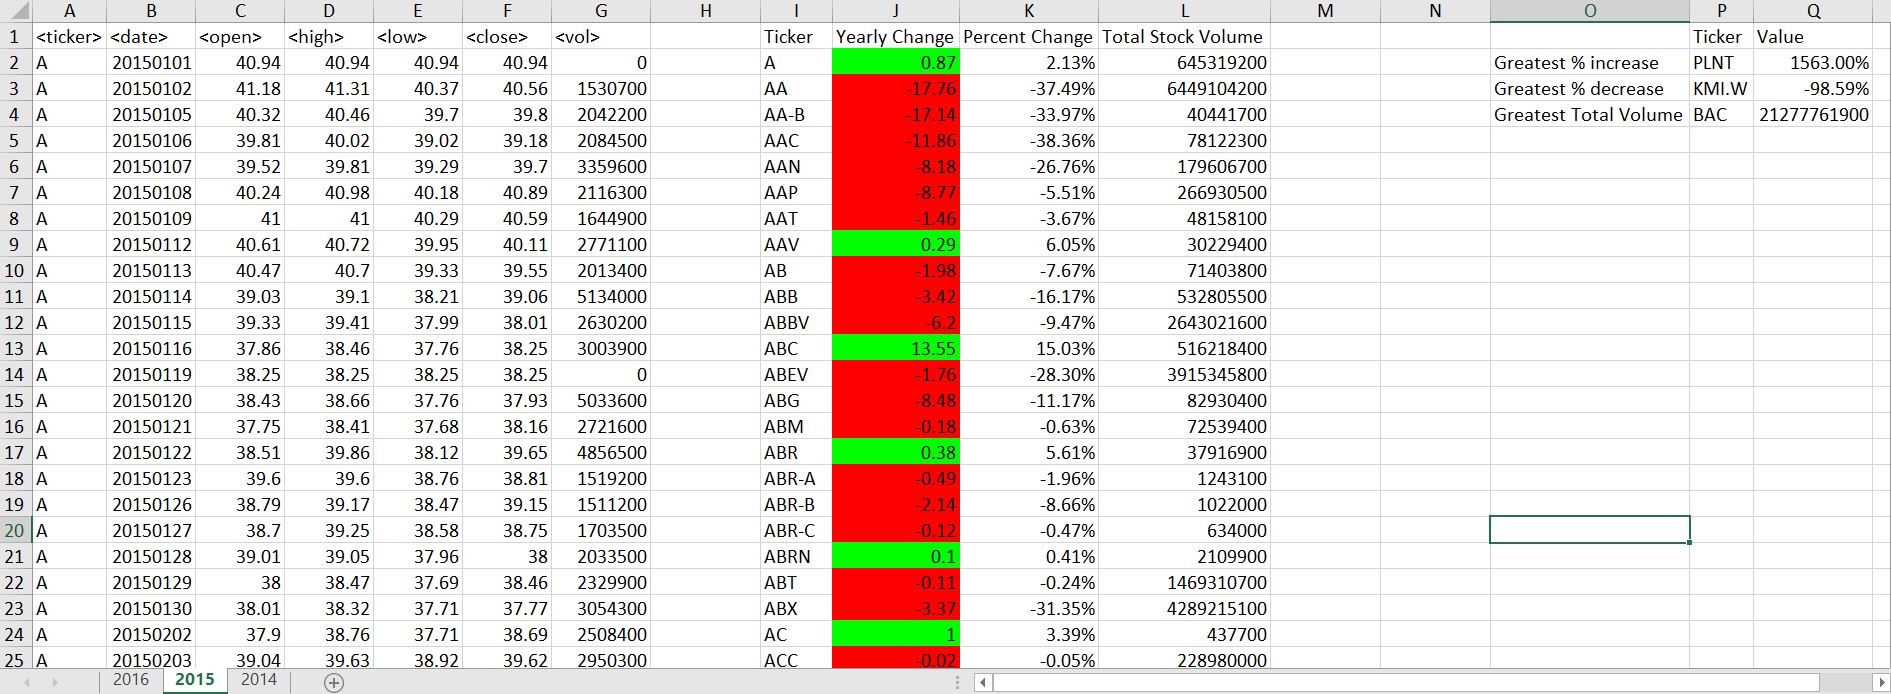 A B C D E F G H I J K L M N O P Q
1 <ticker> <date> <open> <high> <low> <close> <vol> Ticker Yearly Change Percent Change Total Stock Volume Ticker Value
2 A 20150101 40.94 40.94 40.94 40.94 0 A 0.87 2.13% 645319200 Greatest % increase PLNT 1563.00%
3 A 20150102 41.18 41.31 40.37 40.56 1530700 AA -17.76 -37.49% 6449104200 Greatest % decrease KMI.W -98.59%
4 A 20150105 40.32 40.46 39.7 39.8 2042200 AA-B -17.14 -33.97% 40441700 Greatest Total Volume BAC 21277761900
5 A 20150106 39.81 40.02 39.02 39.18 2084500 AAC -11.86 -38.36% 78122300
6 A 20150107 39.52 39.81 39.29 39.7 3359600 AAN -8.18 -26.76% 179606700
7 A 20150108 40.24 40.98 40.18 40.89 2116300 AAP -8.77 -5.51% 266930500
8 A 20150109 41 41 40.29 40.59 1644900 AAT -1.46 -3.67% 48158100
9 A 20150112 40.61 40.72 39.95 40.11 2771100 AAV 0.29 6.05% 30229400
10 A 20150113 40.47 40.7 39.33 39.55 2013400 AB -1.98 -7.67% 71403800
11 A 20150114 39.03 39.1 38.21 39.06 5134000 ABB -3.42 -16.17% 532805500
12 A 20150115 39.33 39.41 37.99 38.01 2630200 ABBV -6.2 -9.47% 2643021600
13 A 20150116 37.86 38.46 37.76 38.25 3003900 ABC 13.55 15.03% 516218400
14 A 20150119 38.25 38.25 38.25 38.25 0 ABEV -1.76 -28.30% 3915345800
15 A 20150120 38.43 38.66 37.76 37.93 5033600 ABG -8.48 -11.17% 82930400
16 A 20150121 37.75 38.41 37.68 38.16 2721600 ABM -0.18 -0.63% 72539400
17 A 20150122 38.51 39.86 38.12 39.65 4856500 ABR 0.38 5.61% 37916900
18 A 20150123 39.6 39.6 38.76 38.81 1519200 ABR-A -0.49 -1.96% 1243100
19 A 20150126 38.79 39.17 38.47 39.15 1511200 ABR-B -2.14 -8.66% 1022000
20 A 20150127 38.7 39.25 38.58 38.75 1703500 ABR-C -0.12 -0.47% 634000
21 A 20150128 39.01 39.05 37.96 38 2033500 ABRN 0.1 0.41% 2109900
22 A 20150129 38 38.47 37.69 38.46 2329900 ABT -0.11 -0.24% 1469310700
23 A 20150130 38.01 38.32 37.71 37.77 3054300 ABX -3.37 -31.35% 4289215100
24 A 20150202 37.9 38.76 37.71 38.69 2508400 AC 1 3.39% 437700
25 A 20150203 39.04 39.63 38.92 39.62 2950300 ACC -0.02 -0.05% 228980000
2016 2015 2014